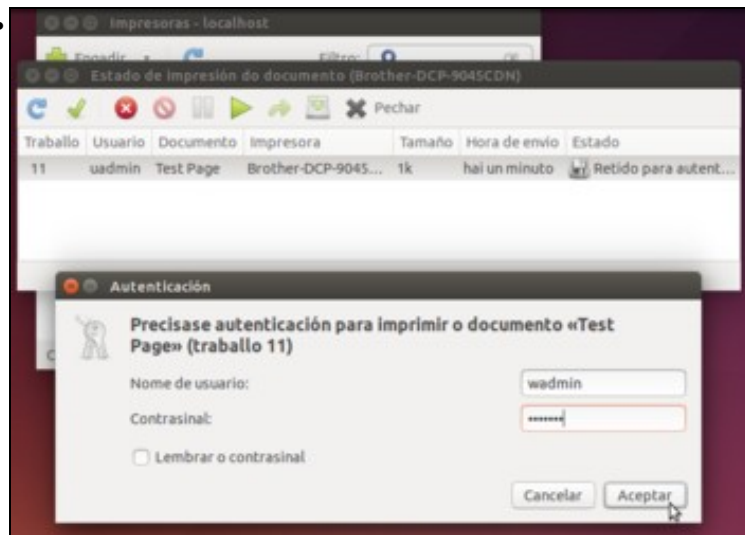 Impresoras - localhost
Engadir
Filtro:
Estado de impresión do documento (Brother-DCP-9045CDN)
Pechar
Traballo Usuario Documento Impresora Tamaño Hora de envío Estado
11 uadmin Test Page Brother-DCP-9045... 1k hai un minuto Retido para autent...
Autenticación
Precisase autenticación para imprimir o documento «Test
Page» (traballo 11)
Nome de usuario: wadmin
Contrasinal: •••••••
Lembrar o contrasinal
Cancelar Aceptar